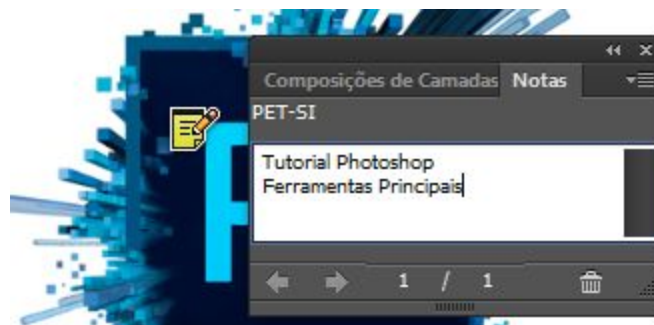 Composições de Camadas Notas
PET-SI
Tutorial Photoshop
Ferramentas Principais
1 / 1